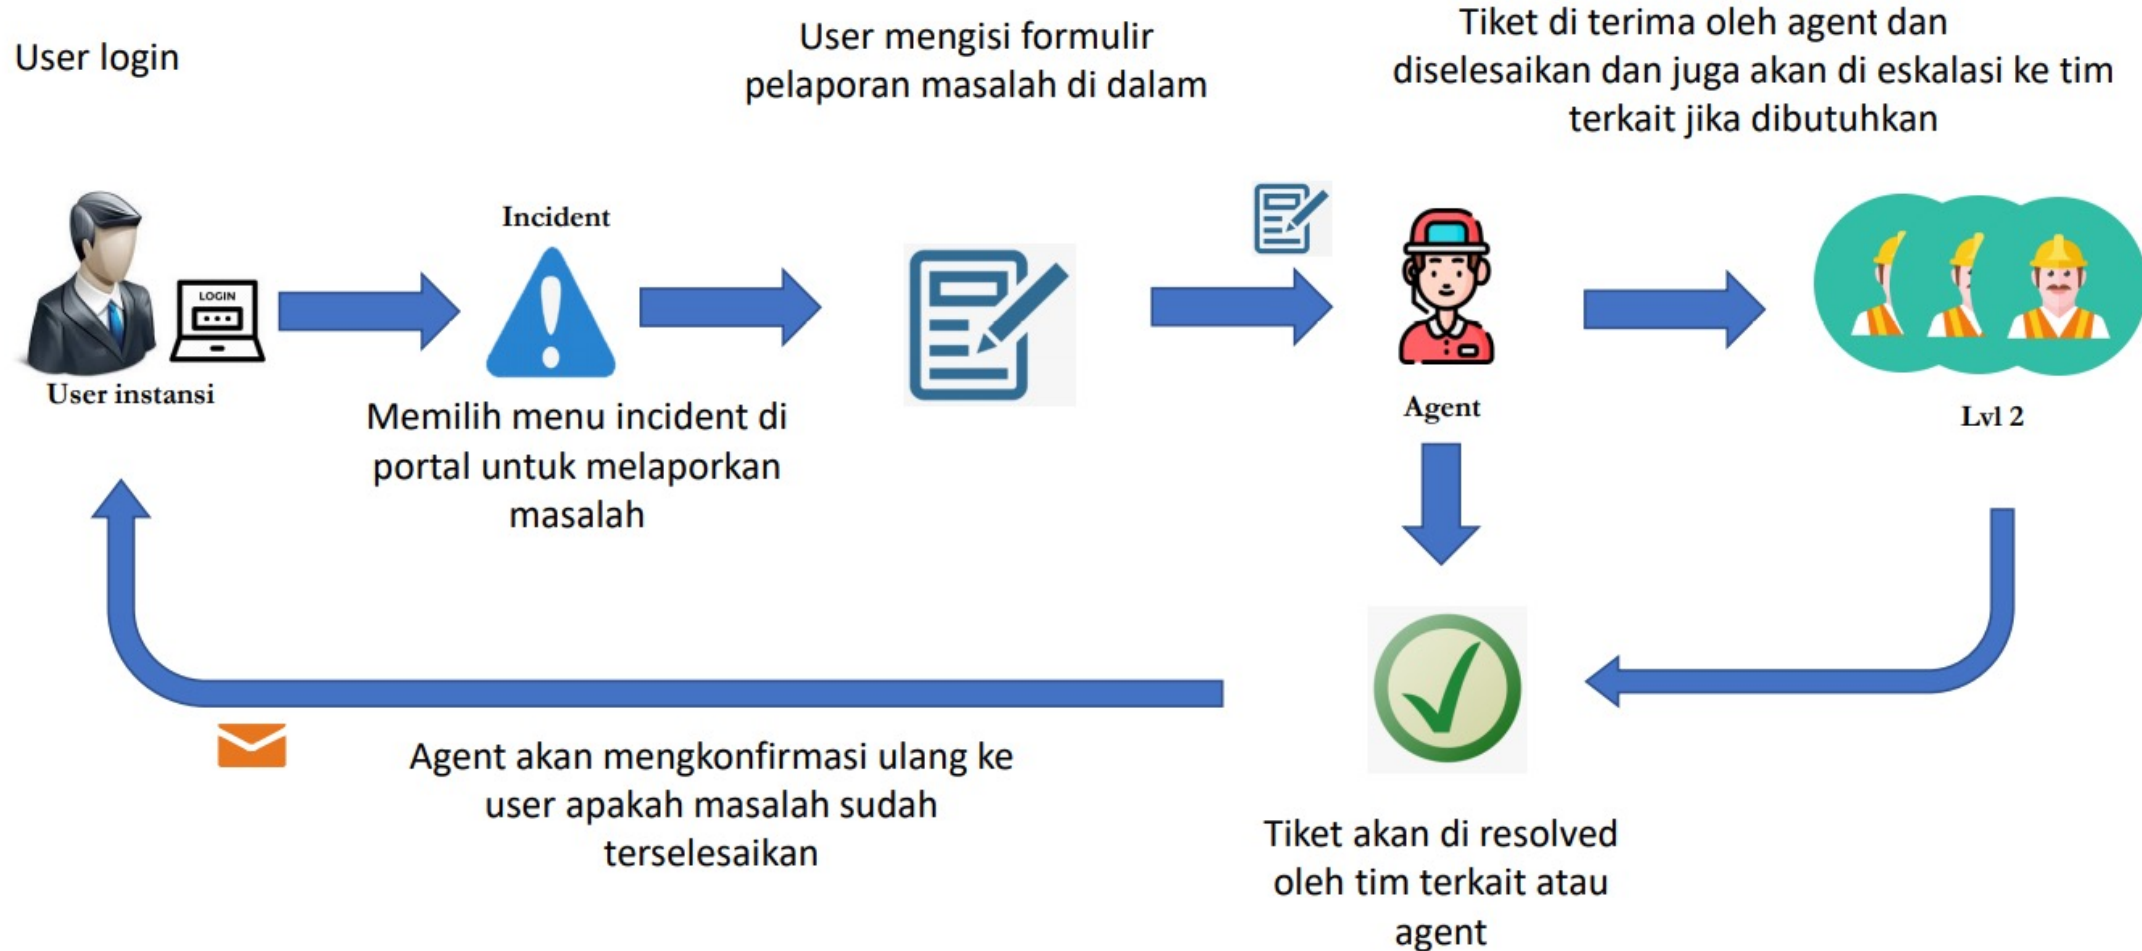 User login
User mengisi formulir
pelaporan masalah di dalam
Tiket di terima oleh agent dan
diselesaikan dan juga akan di eskalasi ke tim
terkait jika dibutuhkan
LOGIN
User instansi
Incident
Memilih menu incident di
portal untuk melaporkan
masalah
Agent
Lvl 2
Agent akan mengkonfirmasi ulang ke
user apakah masalah sudah
terselesaikan
Tiket akan di resolved
oleh tim terkait atau
agent